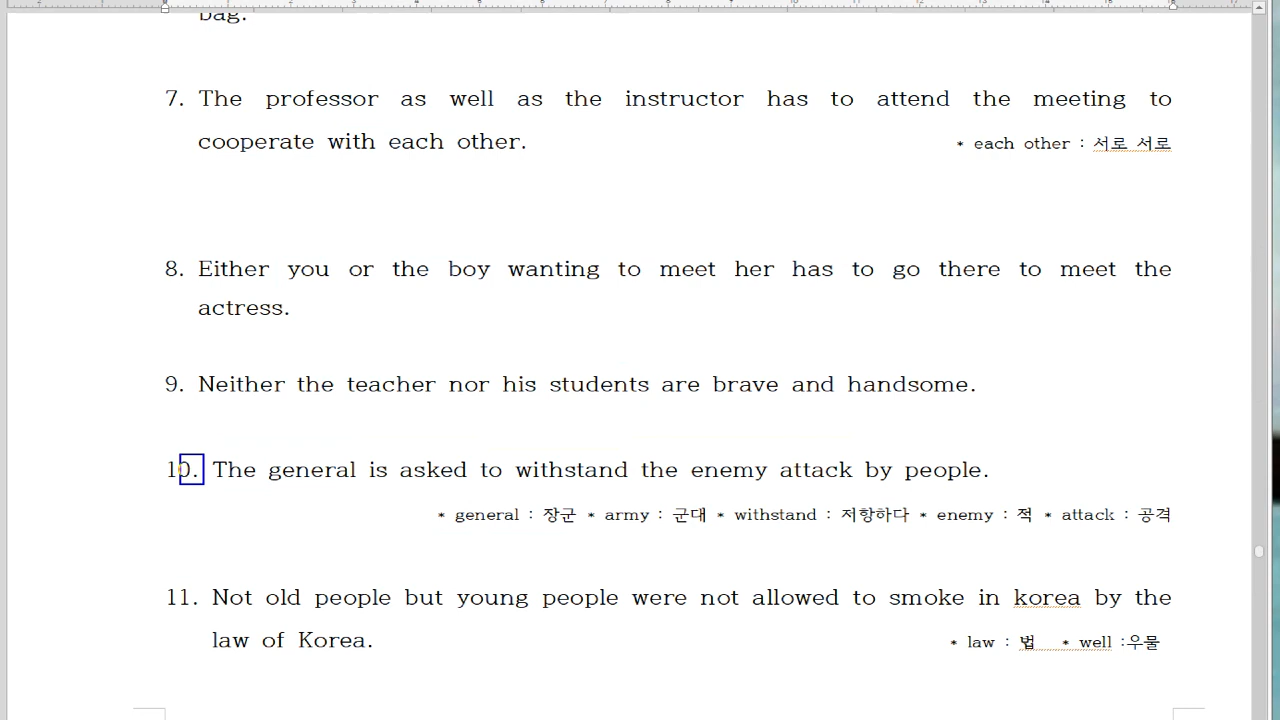 bag.
7. The professor as well as the instructor has to attend the meeting to
cooperate with each other. * each other : 서로 서로
8. Either you or the boy wanting to meet her has to go there to meet the
actress.
9. Neither the teacher nor his students are brave and handsome.
10. The general is asked to withstand the enemy attack by people.
* general : 장군 * army : 군대 * withstand : 저항하다 * enemy : 적 * attack : 공격
11. Not old people but young people were not allowed to smoke in korea by the
law of Korea. * law : 법 * well :우물